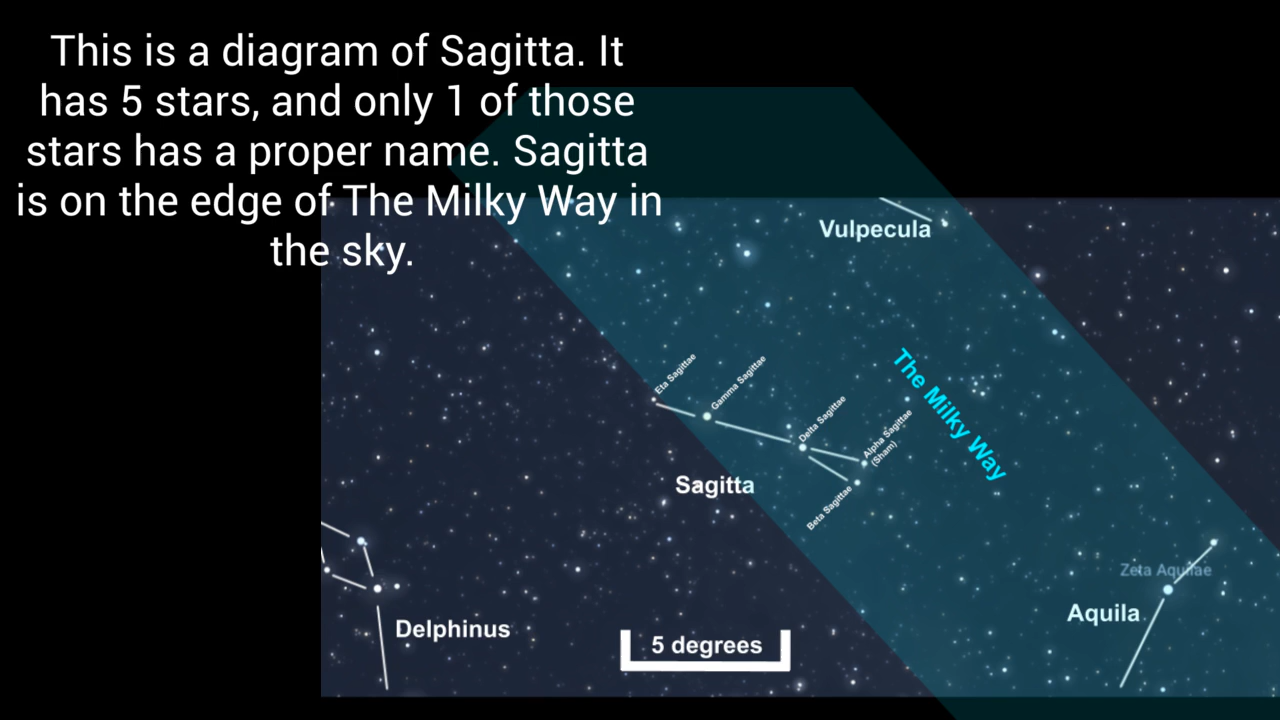 This is a diagram of Sagitta. It
has 5 stars, and only 1 of those
stars has a proper name. Sagitta
is on the edge of The Milky Way in
the sky.
Vulpecula
Eta Sagittae
Gamma Sagittae
Delta Sagittae
Alpha Sagittae
(Sham)
Beta Sagittae
The Milky Way
Sagitta
Zeta Aquilae
Aquila
Delphinus
5 degrees